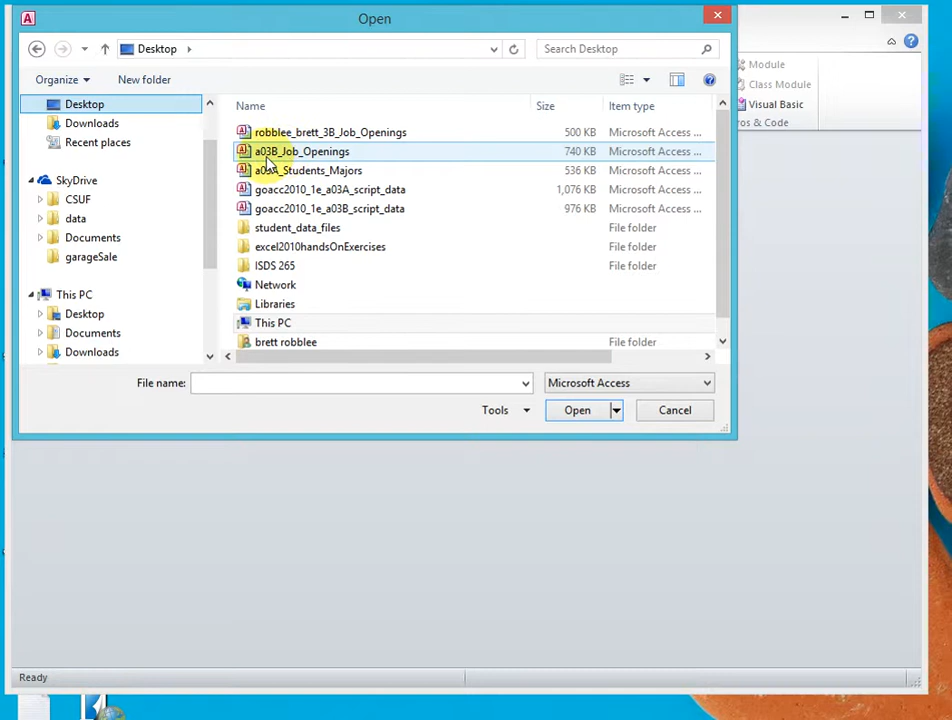 Open
Desktop
Search Desktop
Organize
New folder
Name
Size
Item type
Desktop
Downloads
Recent places
SkyDrive
CSUF
data
Documents
garageSale
This PC
Desktop
Documents
Downloads
robblee_brett_3B_Job_Openings 500 KB Microsoft Access ...
a03B_Job_Openings 740 KB Microsoft Access ...
a03A_Students_Majors 536 KB Microsoft Access ...
goacc2010_1e_a03A_script_data 1,076 KB Microsoft Access ...
goacc2010_1e_a03B_script_data 976 KB Microsoft Access ...
student_data_files File folder
excel2010handsOnExercises File folder
ISDS 265 File folder
Network
Libraries
This PC
brett robblee File folder
File name:
Microsoft Access
Tools
Open
Cancel
Module
Class Module
Visual Basic
ros & Code
Ready